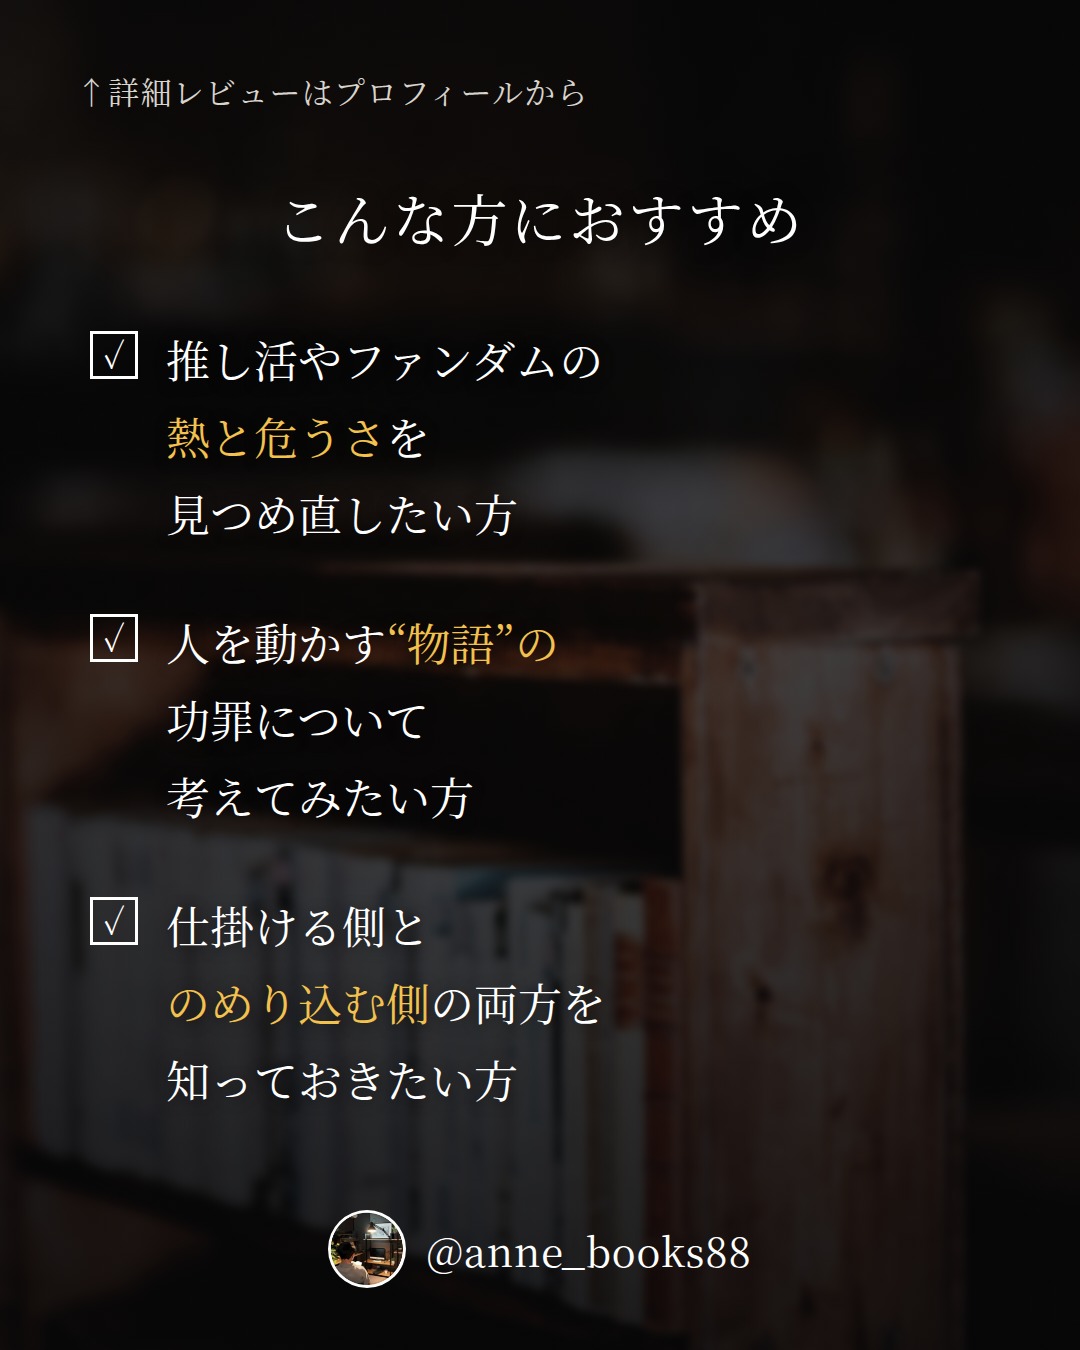 ↑詳細レビューはプロフィールから
こんな方におすすめ
推し活やファンダムの
熱と危うさを
見つめ直したい方
人を動かす“物語”の
功罪について
考えてみたい方
仕掛ける側と
のめり込む側の両方を
知っておきたい方
@anne_books88